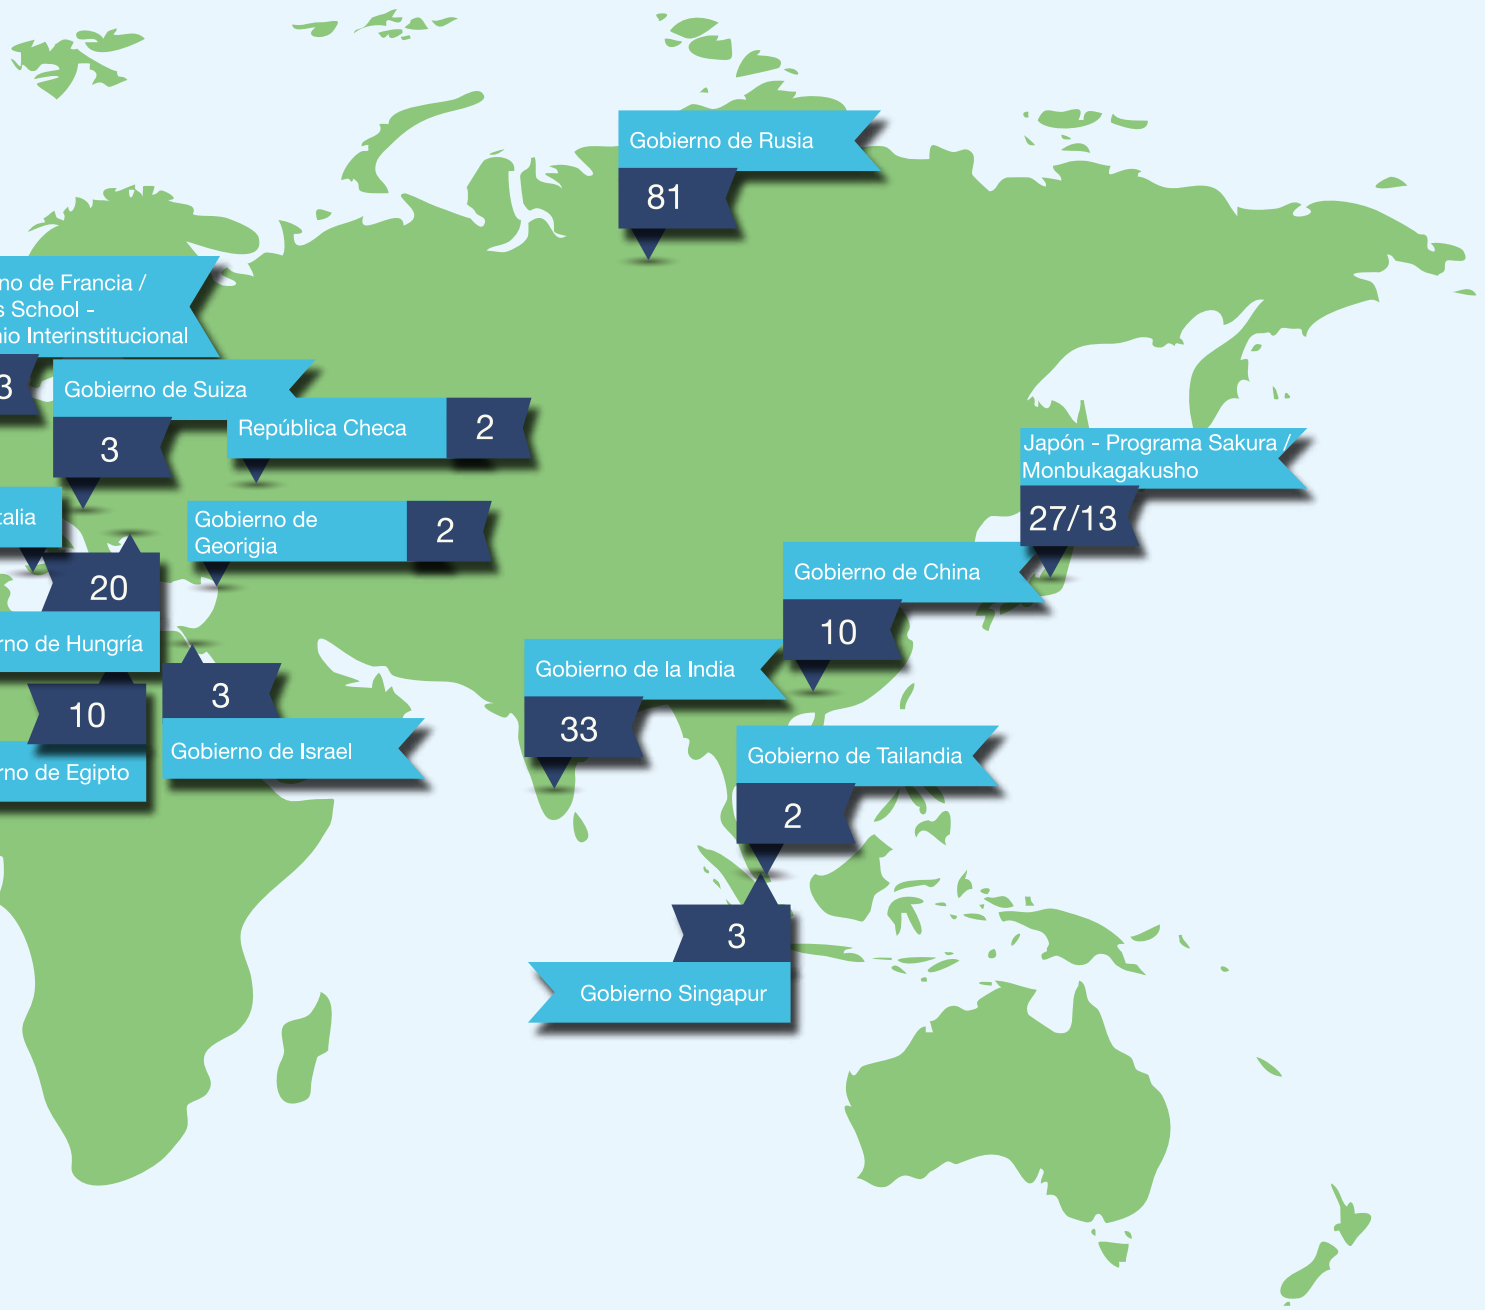 Gobierno de Rusia
81
no de Francia /
s School -
io Interinstitucional
3
Gobierno de Suiza
3
República Checa
2
Japón - Programa Sakura /
Monbukagakusho
27/13
talia
Gobierno de
Georigia
2
20
rno de Hungría
Gobierno de China
10
Gobierno de la India
33
3
Gobierno de Israel
10
rno de Egipto
Gobierno de Tailandia
2
3
Gobierno Singapur